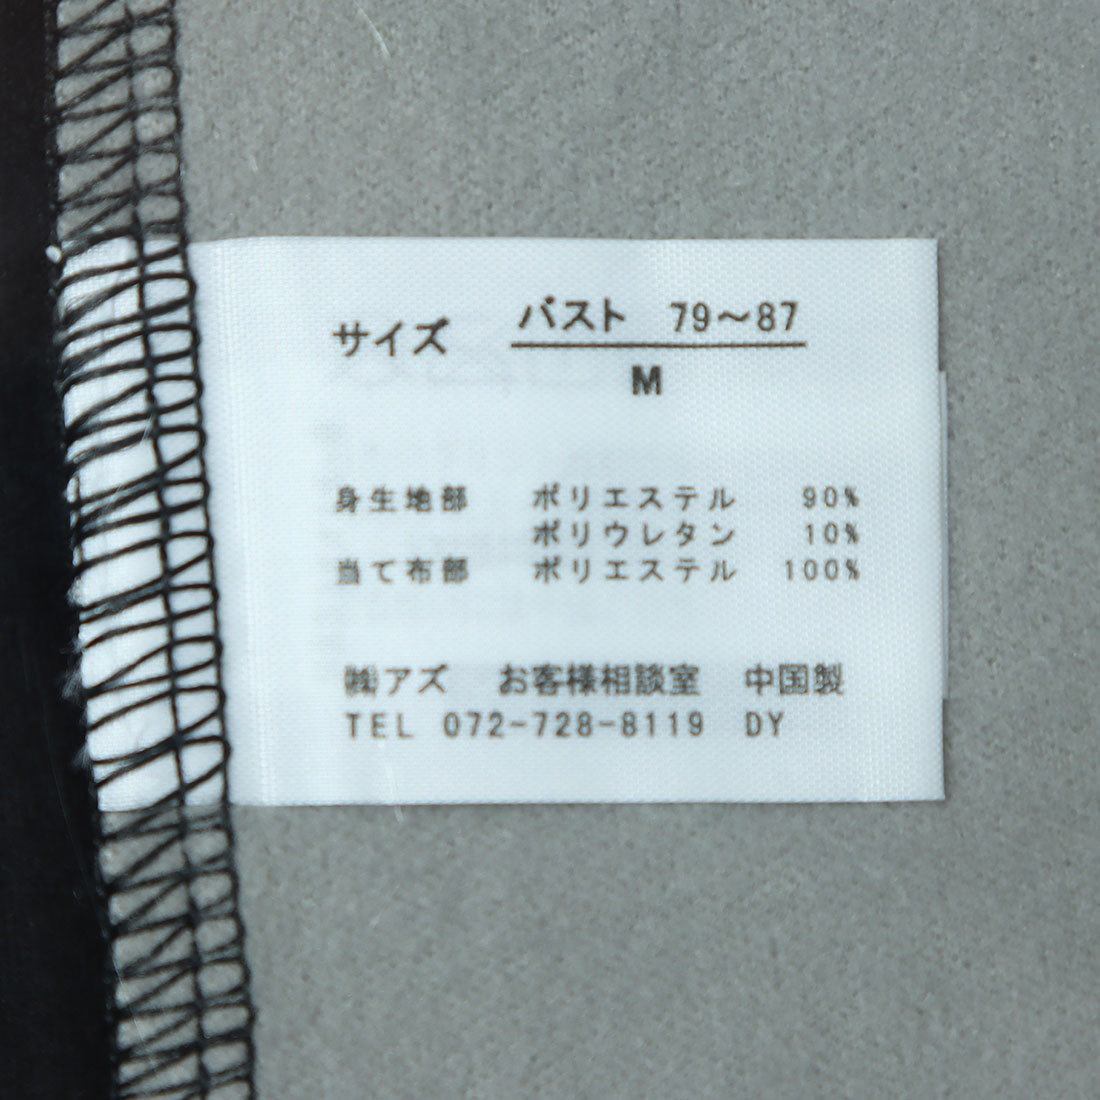 サイズ バスト 79〜87
M
身生地部 ポリエステル 90%
ポリウレタン 10%
当て布部 ポリエステル 100%
㈱アズ お客様相談室 中国製
TEL 072-728-8119 DY